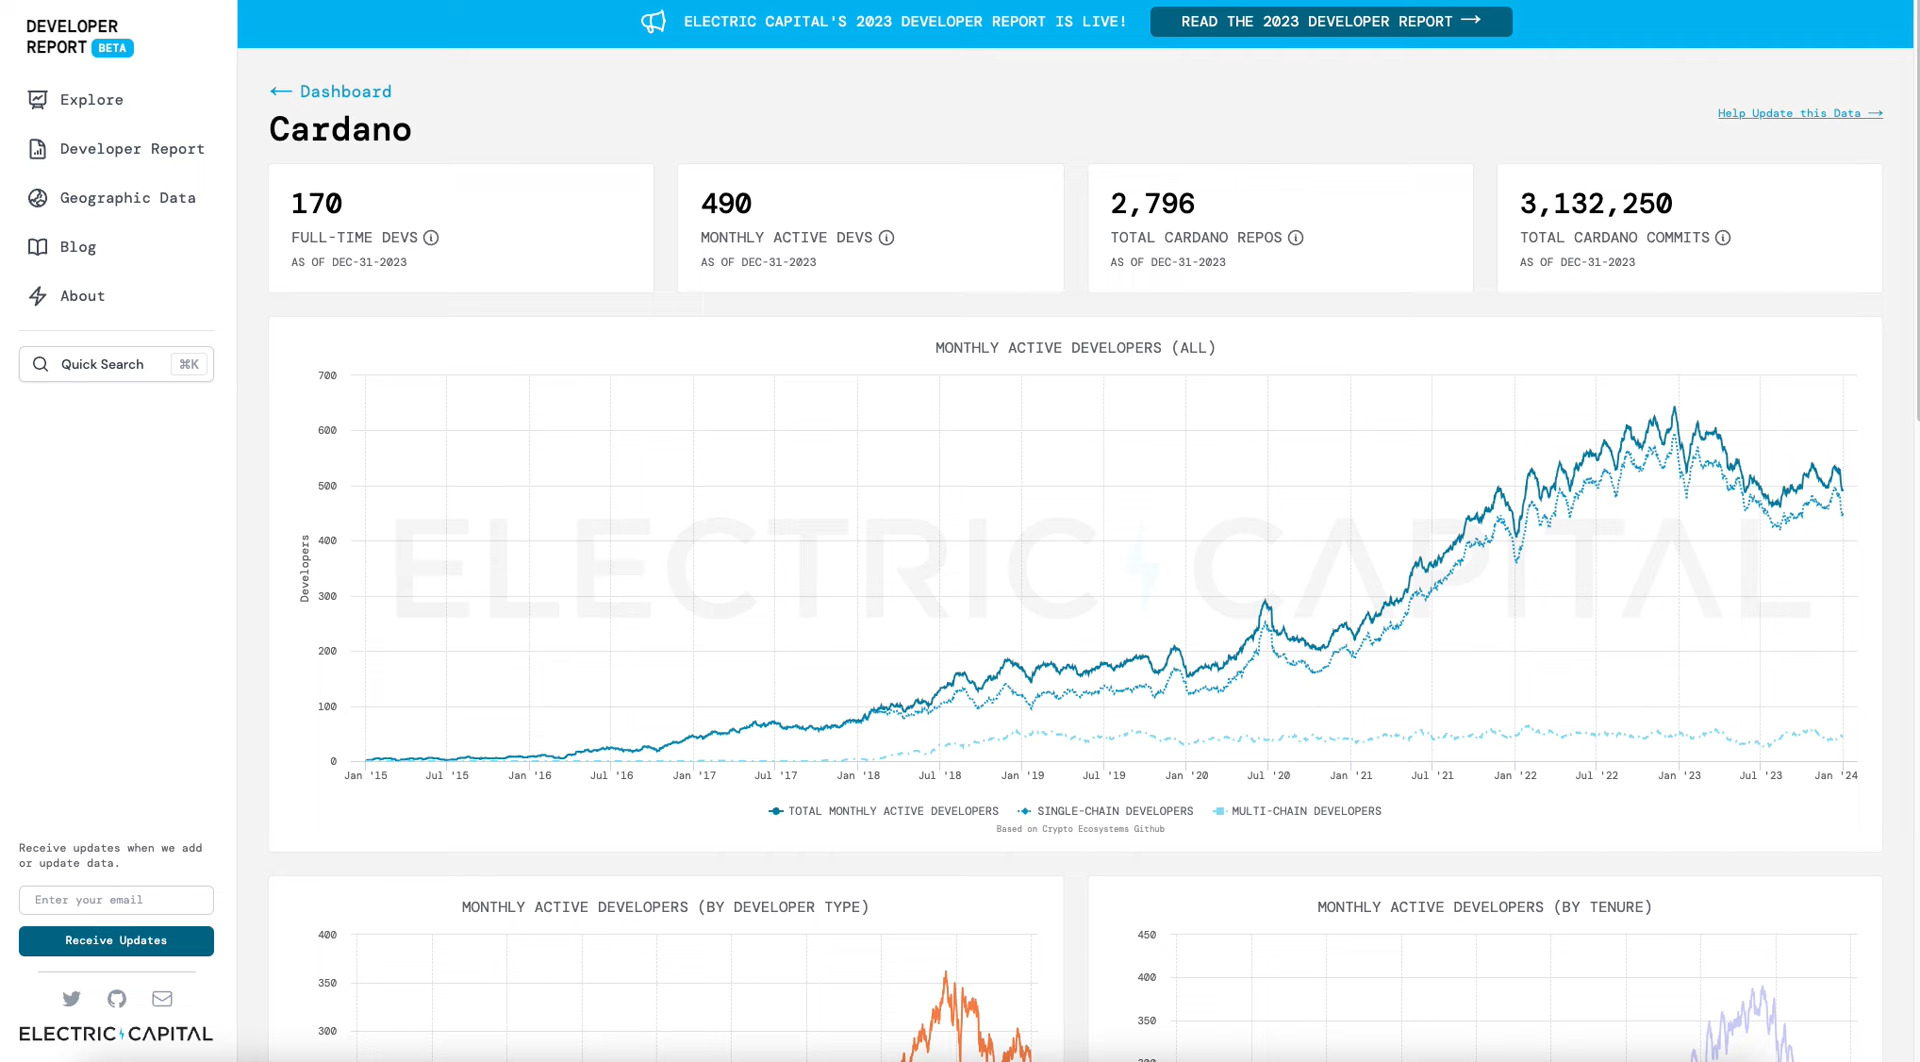 DEVELOPER
REPORT BETA
Explore
Developer Report
Geographic Data
Blog
About
Quick Search ⌘K
Receive updates when we add
or update data.
Enter your email
Receive Updates
ELECTRIC CAPITAL
ELECTRIC CAPITAL'S 2023 DEVELOPER REPORT IS LIVE! READ THE 2023 DEVELOPER REPORT →
← Dashboard
Cardano
Help Update this Data →
170
FULL-TIME DEVS
AS OF DEC-31-2023
490
MONTHLY ACTIVE DEVS
AS OF DEC-31-2023
2,796
TOTAL CARDANO REPOS
AS OF DEC-31-2023
3,132,250
TOTAL CARDANO COMMITS
AS OF DEC-31-2023
MONTHLY ACTIVE DEVELOPERS (ALL)
Developers
700
600
500
400
300
200
100
0
ELECTRIC CAPITAL
Jan '15 Jul '15 Jan '16 Jul '16 Jan '17 Jul '17 Jan '18 Jul '18 Jan '19 Jul '19 Jan '20 Jul '20 Jan '21 Jul '21 Jan '22 Jul '22 Jan '23 Jul '23 Jan '24
TOTAL MONTHLY ACTIVE DEVELOPERS SINGLE-CHAIN DEVELOPERS MULTI-CHAIN DEVELOPERS
Based on Crypto Ecosystems Github
MONTHLY ACTIVE DEVELOPERS (BY DEVELOPER TYPE)
400
350
300
MONTHLY ACTIVE DEVELOPERS (BY TENURE)
450
400
350